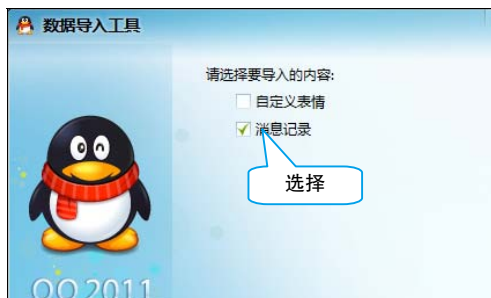 数据导入工具
请选择要导入的内容:
自定义表情
消息记录
选择
QQ2011